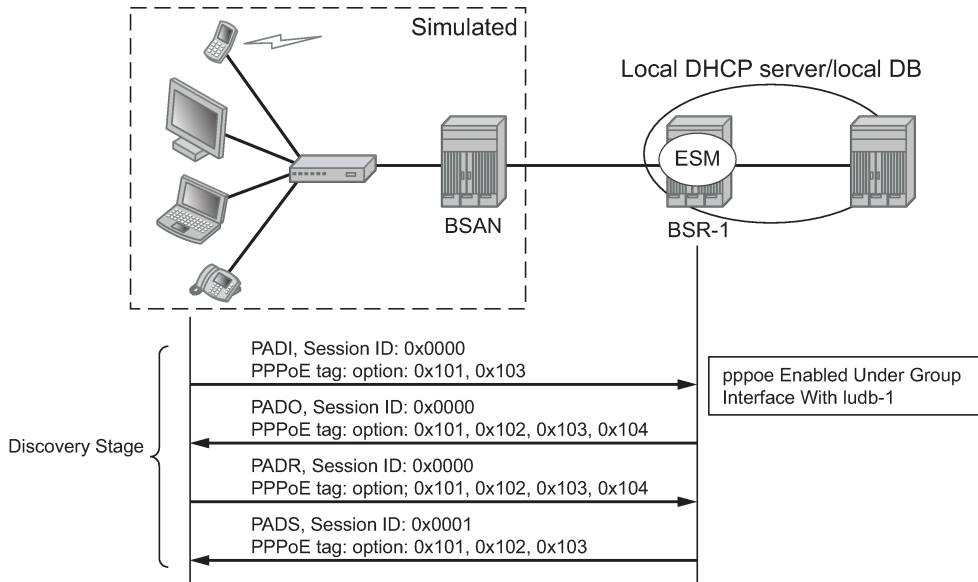 Simulated
Local DHCP server/local DB
ESM
BSAN
BSR-1
PADI, Session ID: 0x0000
PPPoE tag: option: 0x101, 0x103
pppoe Enabled Under Group
Interface With ludb-1
PADO, Session ID: 0x0000
PPPoE tag: option: 0x101, 0x102, 0x103, 0x104
Discovery Stage
PADR, Session ID: 0x0000
PPPoE tag: option; 0x101, 0x102, 0x103, 0x104
PADS, Session ID: 0x0001
PPPoE tag: option: 0x101, 0x102, 0x103